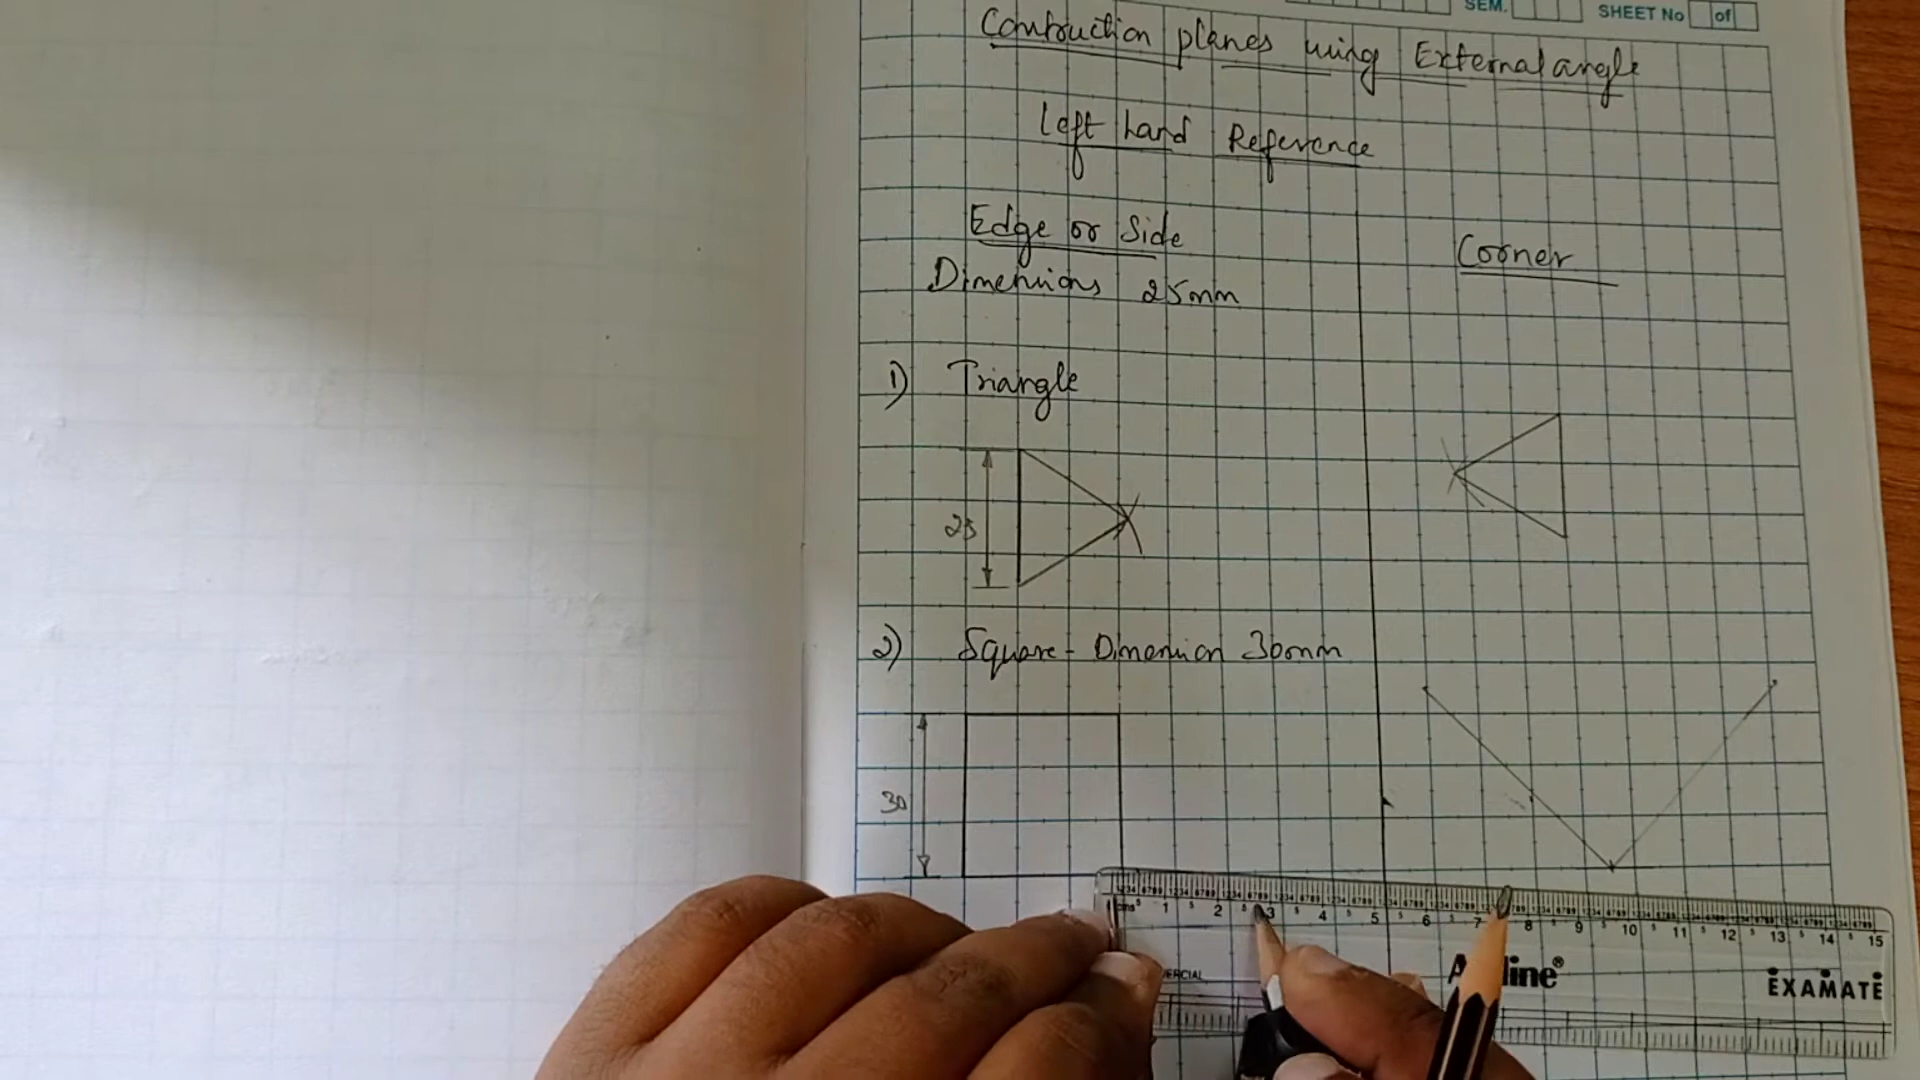 SEM. SHEET No of
Construction planes using External angle
Left hand Reference
Edge or Side
Corner
Dimensions 25mm
1) Triangle
25
2) Square - Dimension 30mm
30
cms 1 2 3 4 5 6 7 8 9 10 11 12 13 14 15
EXAMATE